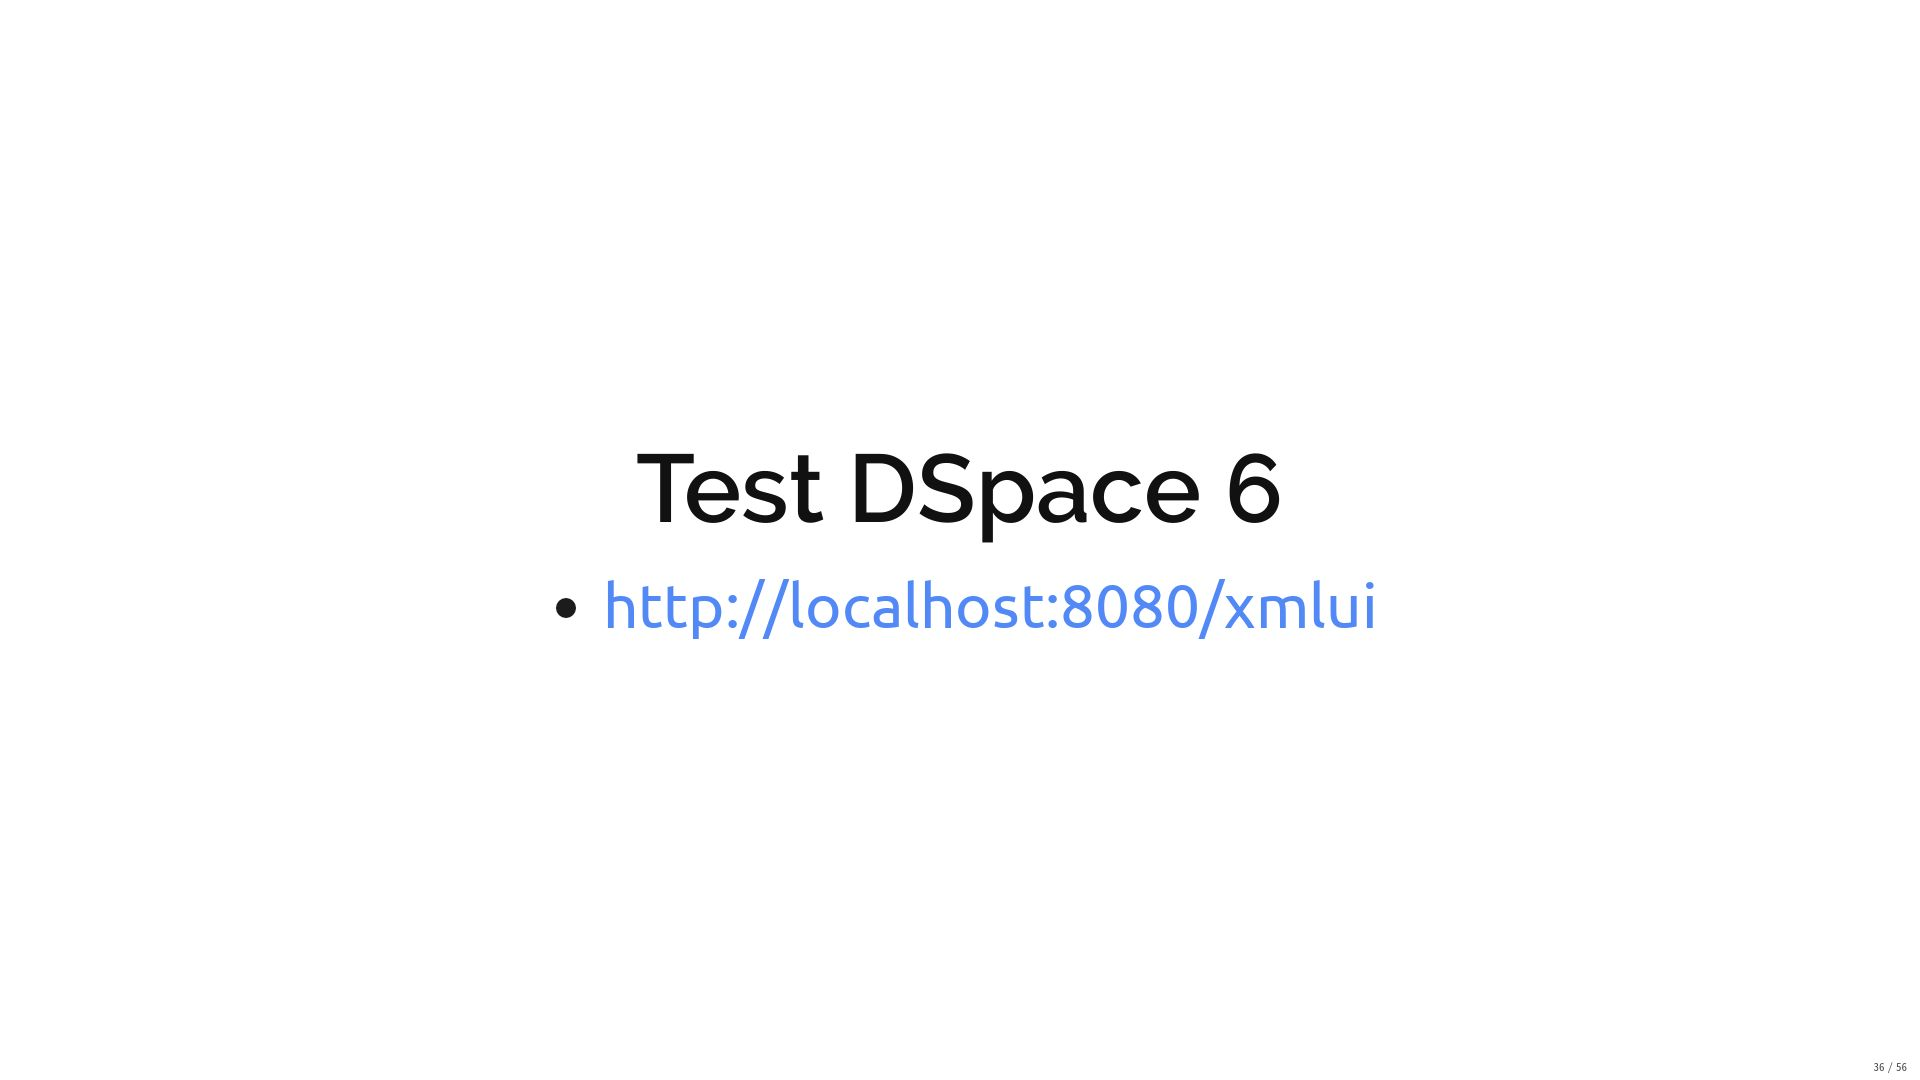 Test DSpace 6
• http://localhost:8080/xmlui
36 / 56